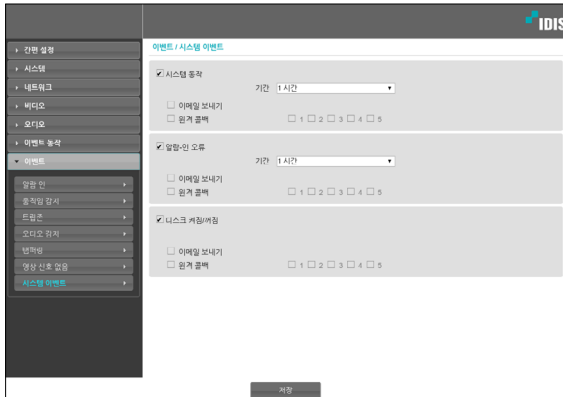 IDIS
간편 설정
시스템
네트워크
비디오
오디오
이벤트 동작
이벤트
알람 인
움직임 감지
트립존
오디오 감지
탬퍼링
영상 신호 없음
시스템 이벤트
이벤트 / 시스템 이벤트
시스템 동작
기간 1 시간
이메일 보내기
원격 콜백 1 2 3 4 5
알람-인 오류
기간 1 시간
이메일 보내기
원격 콜백 1 2 3 4 5
디스크 켜짐/꺼짐
이메일 보내기
원격 콜백 1 2 3 4 5
저장